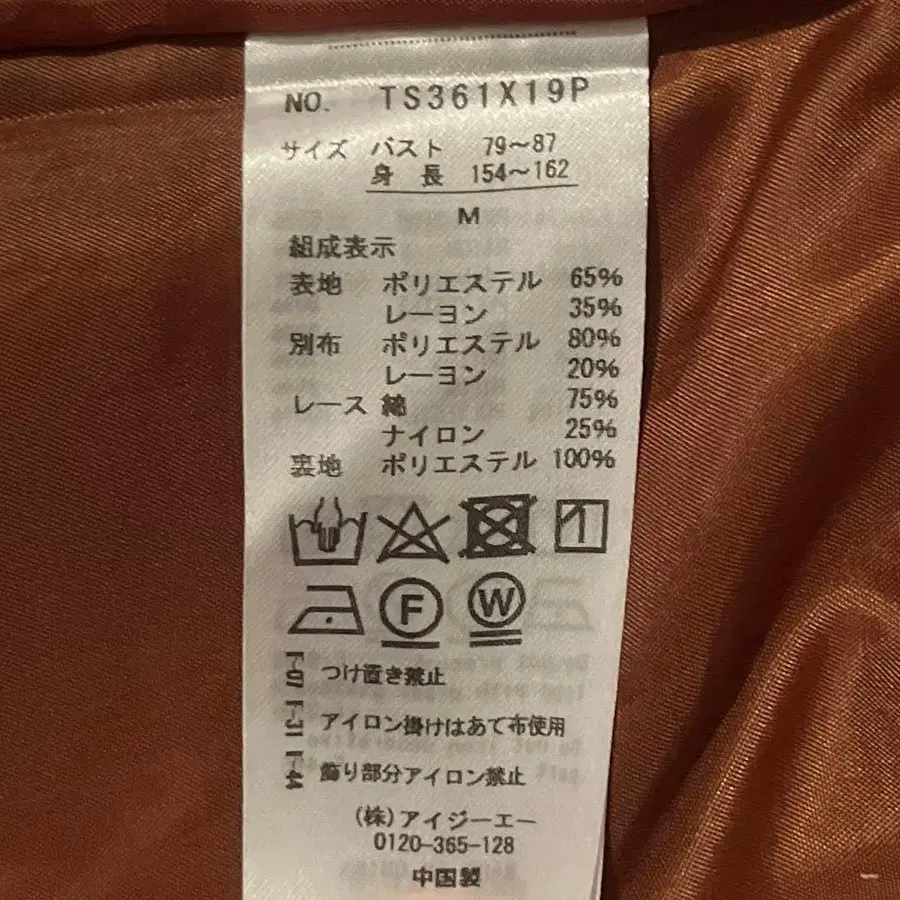 NO. TS361X19P
サイズ バスト 79～87
身長 154～162
M
組成表示
表地 ポリエステル 65%
レーヨン 35%
別布 ポリエステル 80%
レーヨン 20%
レース 綿 75%
ナイロン 25%
裏地 ポリエステル 100%
F W
つけ置き禁止
アイロン掛けはあて布使用
飾り部分アイロン禁止
(株)アイジーエー
0120-365-128
中国製